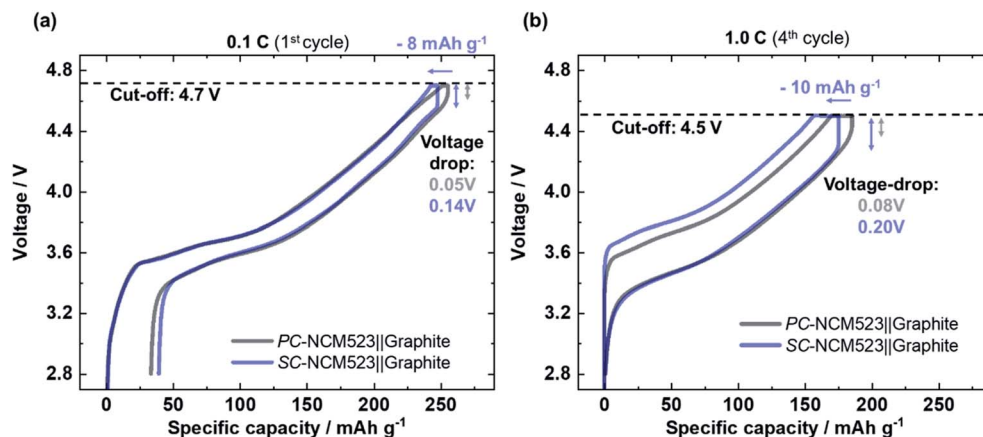 (a)
0.1 C (1st cycle)
- 8 mAh g-1
4.8
4.4
4.0
3.6
3.2
2.8
Voltage / V
Cut-off: 4.7 V
Voltage
drop:
0.05V
0.14V
PC-NCM523||Graphite
SC-NCM523||Graphite
0
50
100
150
200
250
Specific capacity / mAh g-1
(b)
1.0 C (4th cycle)
- 10 mAh g-1
4.8
4.4
4.0
3.6
3.2
2.8
Voltage / V
Cut-off: 4.5 V
Voltage-drop:
0.08V
0.20V
PC-NCM523||Graphite
SC-NCM523||Graphite
0
50
100
150
200
250
Specific capacity / mAh g-1